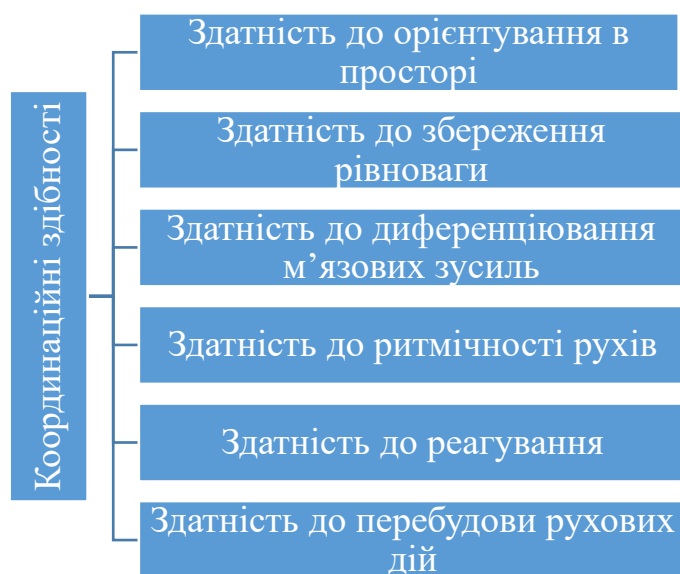 Координаційні здібності
Здатність до орієнтування в
просторі
Здатність до збереження
рівноваги
Здатність до диференціювання
м’язових зусиль
Здатність до ритмічності рухів
Здатність до реагування
Здатність до перебудови рухових
дій